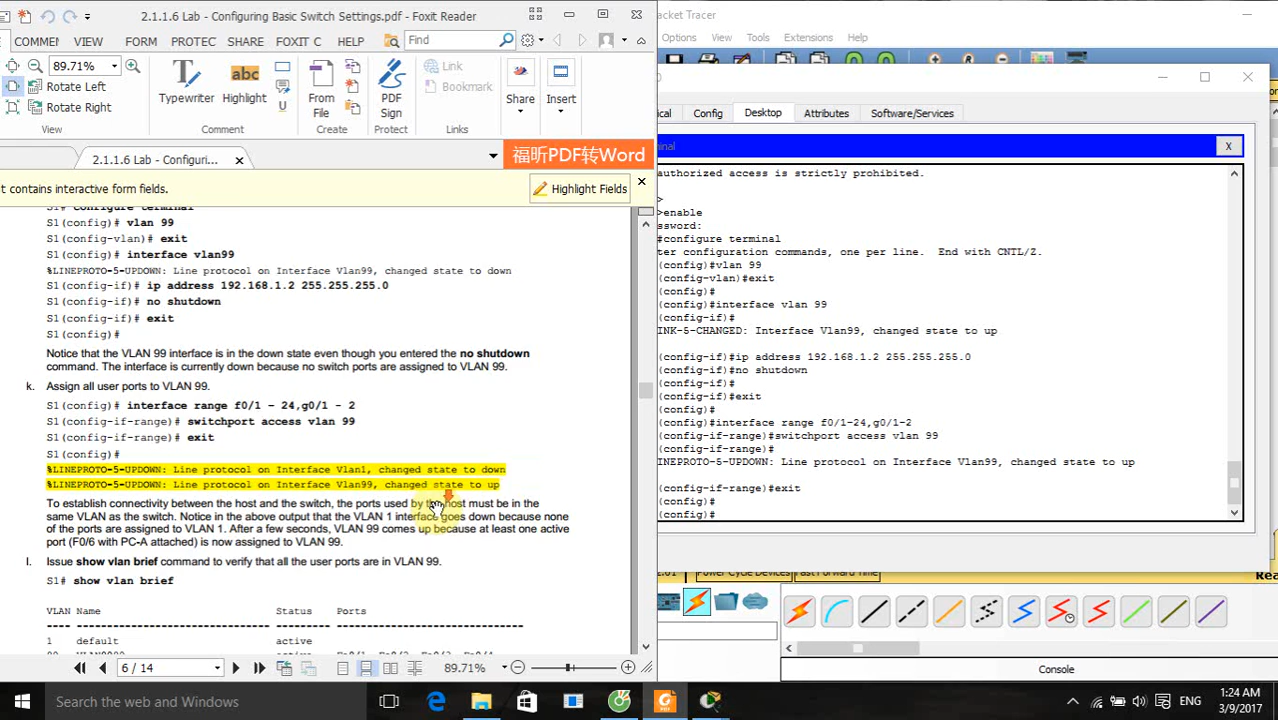 2.1.1.6 Lab - Configuring Basic Switch Settings.pdf - Foxit Reader
COMMEN VIEW FORM PROTEC SHARE FOXIT C HELP Find
89.71%
Rotate Left
Rotate Right
View
Typewriter Highlight
Comment
From File
Create
PDF Sign
Protect
Link
Bookmark
Links
Share Insert
2.1.1.6 Lab - Configuri...
福昕PDF转Word
t contains interactive form fields.
Highlight Fields
S1# configure terminal
S1(config)# vlan 99
S1(config-vlan)# exit
S1(config)# interface vlan99
%LINEPROTO-5-UPDOWN: Line protocol on Interface Vlan99, changed state to down
S1(config-if)# ip address 192.168.1.2 255.255.255.0
S1(config-if)# no shutdown
S1(config-if)# exit
S1(config)#
Notice that the VLAN 99 interface is in the down state even though you entered the no shutdown
command. The interface is currently down because no switch ports are assigned to VLAN 99.
k. Assign all user ports to VLAN 99.
S1(config)# interface range f0/1 – 24,g0/1 - 2
S1(config-if-range)# switchport access vlan 99
S1(config-if-range)# exit
S1(config)#
%LINEPROTO-5-UPDOWN: Line protocol on Interface Vlan1, changed state to down
%LINEPROTO-5-UPDOWN: Line protocol on Interface Vlan99, changed state to up
To establish connectivity between the host and the switch, the ports used by the host must be in the
same VLAN as the switch. Notice in the above output that the VLAN 1 interface goes down because none
of the ports are assigned to VLAN 1. After a few seconds, VLAN 99 comes up because at least one active
port (F0/6 with PC-A attached) is now assigned to VLAN 99.
l. Issue show vlan brief command to verify that all the user ports are in VLAN 99.
S1# show vlan brief
VLAN Name Status Ports
---- ------------------------------- --------- -------------------------------
1 default active
6 / 14
89.71%
acket Tracer
Options View Tools Extensions Help
ical Config Desktop Attributes Software/Services
inal
X
authorized access is strictly prohibited.
>
>enable
ssword:
#configure terminal
ter configuration commands, one per line. End with CNTL/Z.
(config)#vlan 99
(config-vlan)#exit
(config)#
(config)#interface vlan 99
(config-if)#
INK-5-CHANGED: Interface Vlan99, changed state to up
(config-if)#ip address 192.168.1.2 255.255.255.0
(config-if)#no shutdown
(config-if)#
(config-if)#exit
(config)#
(config)#interface range f0/1-24,g0/1-2
(config-if-range)#switchport access vlan 99
(config-if-range)#
INEPROTO-5-UPDOWN: Line protocol on Interface Vlan99, changed state to up
(config-if-range)#exit
(config)#
(config)#
Power Cycle Devices Fast Forward Time
Rea
Console
Search the web and Windows
ENG
1:24 AM
3/9/2017